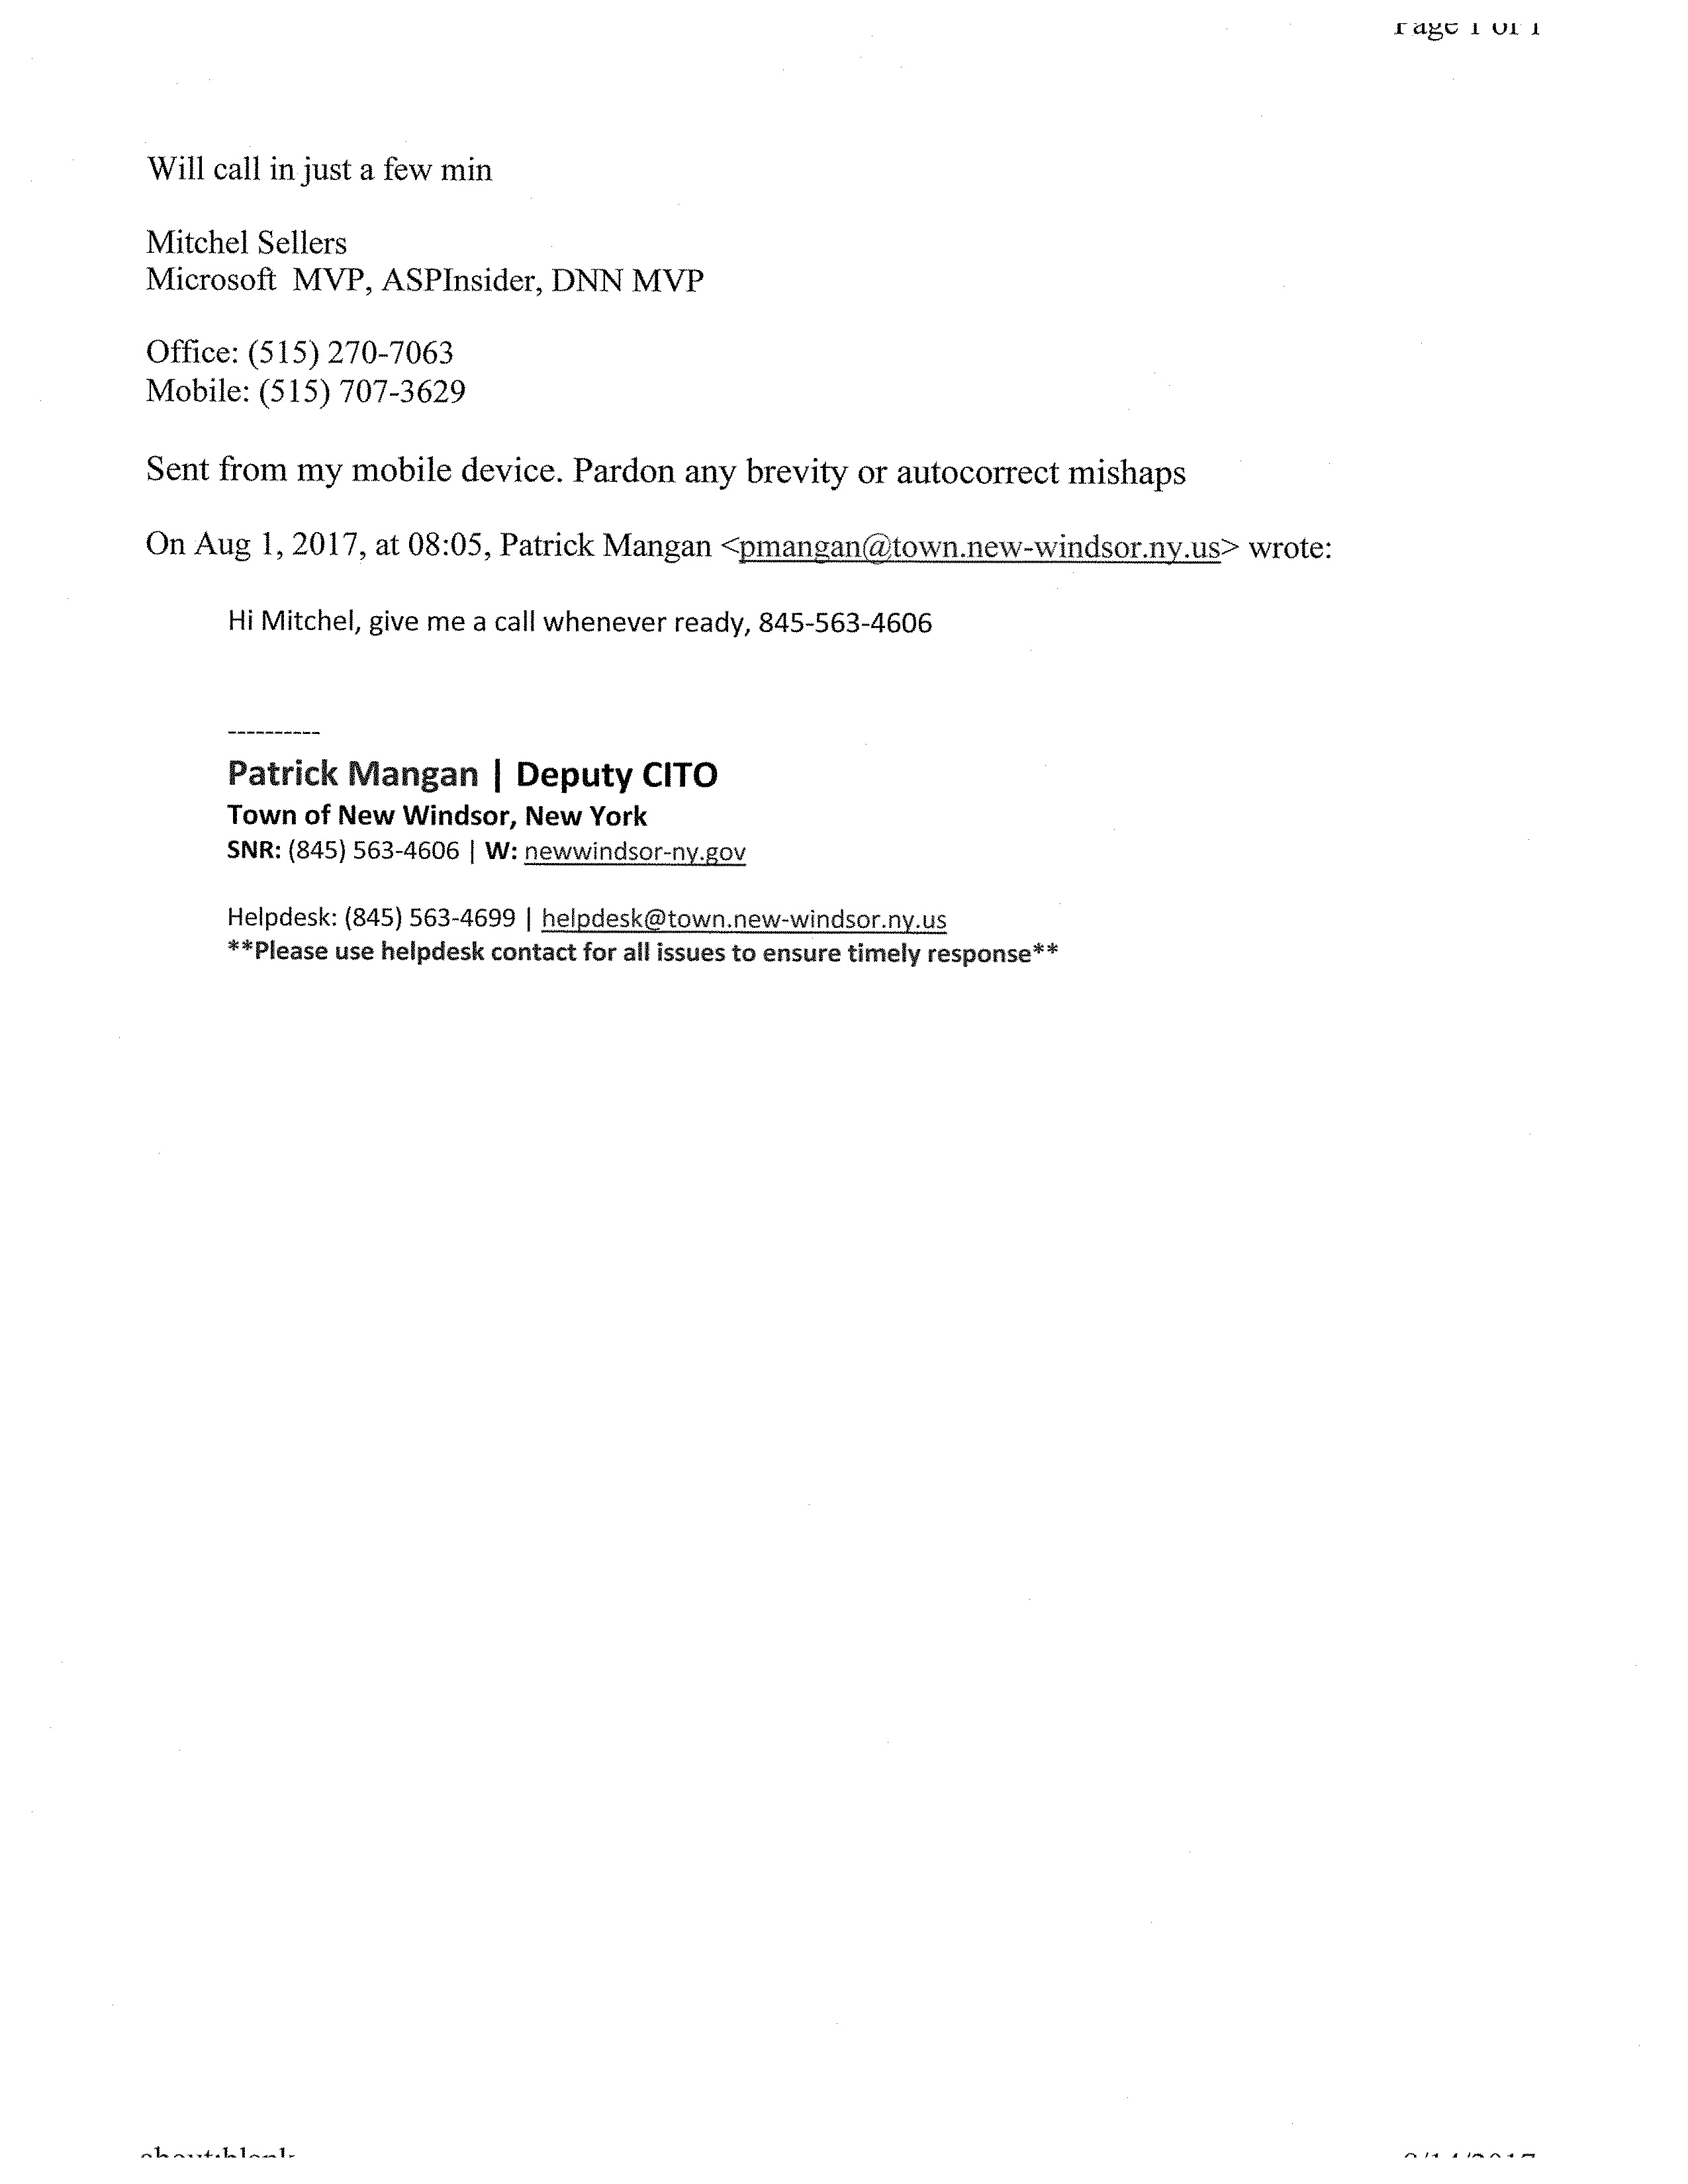 Page 1 of 1
Will call in just a few min
Mitchel Sellers
Microsoft  MVP, ASPInsider, DNN MVP
Office: (515) 270-7063
Mobile: (515) 707-3629
Sent from my mobile device. Pardon any brevity or autocorrect mishaps
On Aug 1, 2017, at 08:05, Patrick Mangan <pmangan@town.new-windsor.ny.us> wrote:
Hi Mitchel, give me a call whenever ready, 845-563-4606
----------
Patrick Mangan | Deputy CITO
Town of New Windsor, New York
SNR: (845) 563-4606 | W: newwindsor-ny.gov
Helpdesk: (845) 563-4699 | helpdesk@town.new-windsor.ny.us
**Please use helpdesk contact for all issues to ensure timely response**
about:blank